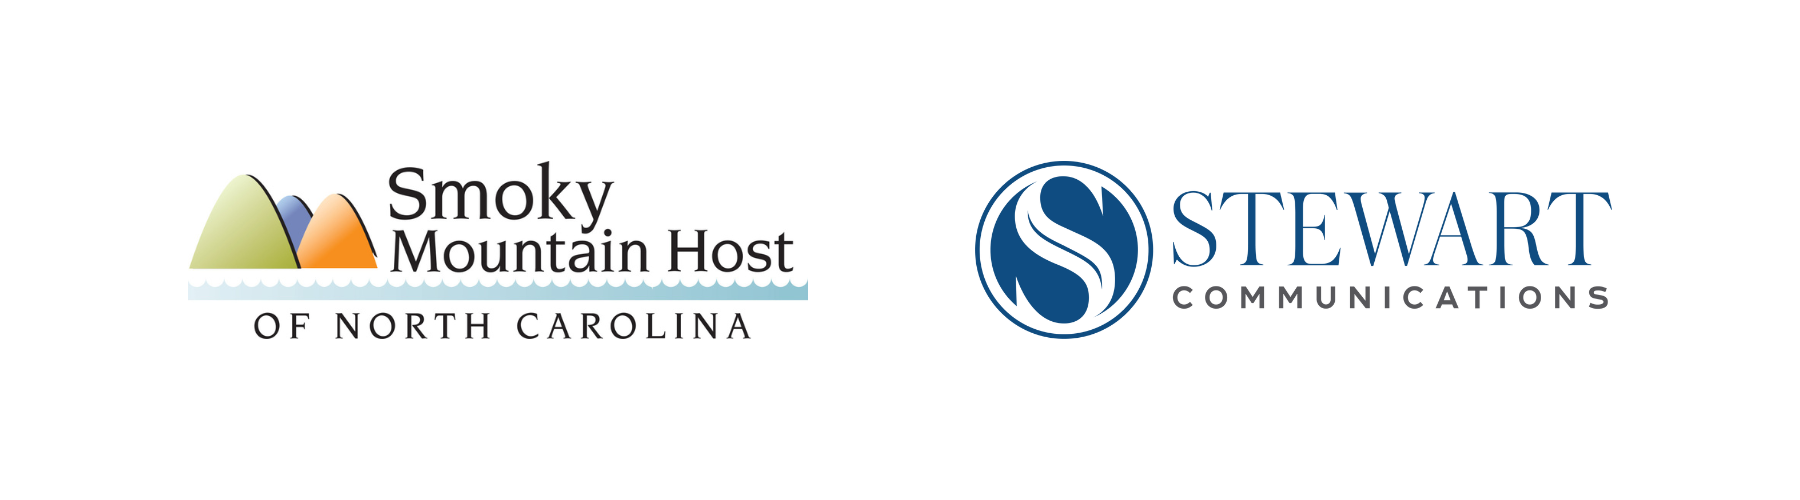 Smoky
Mountain Host
OF NORTH CAROLINA
S
STEWART
COMMUNICATIONS